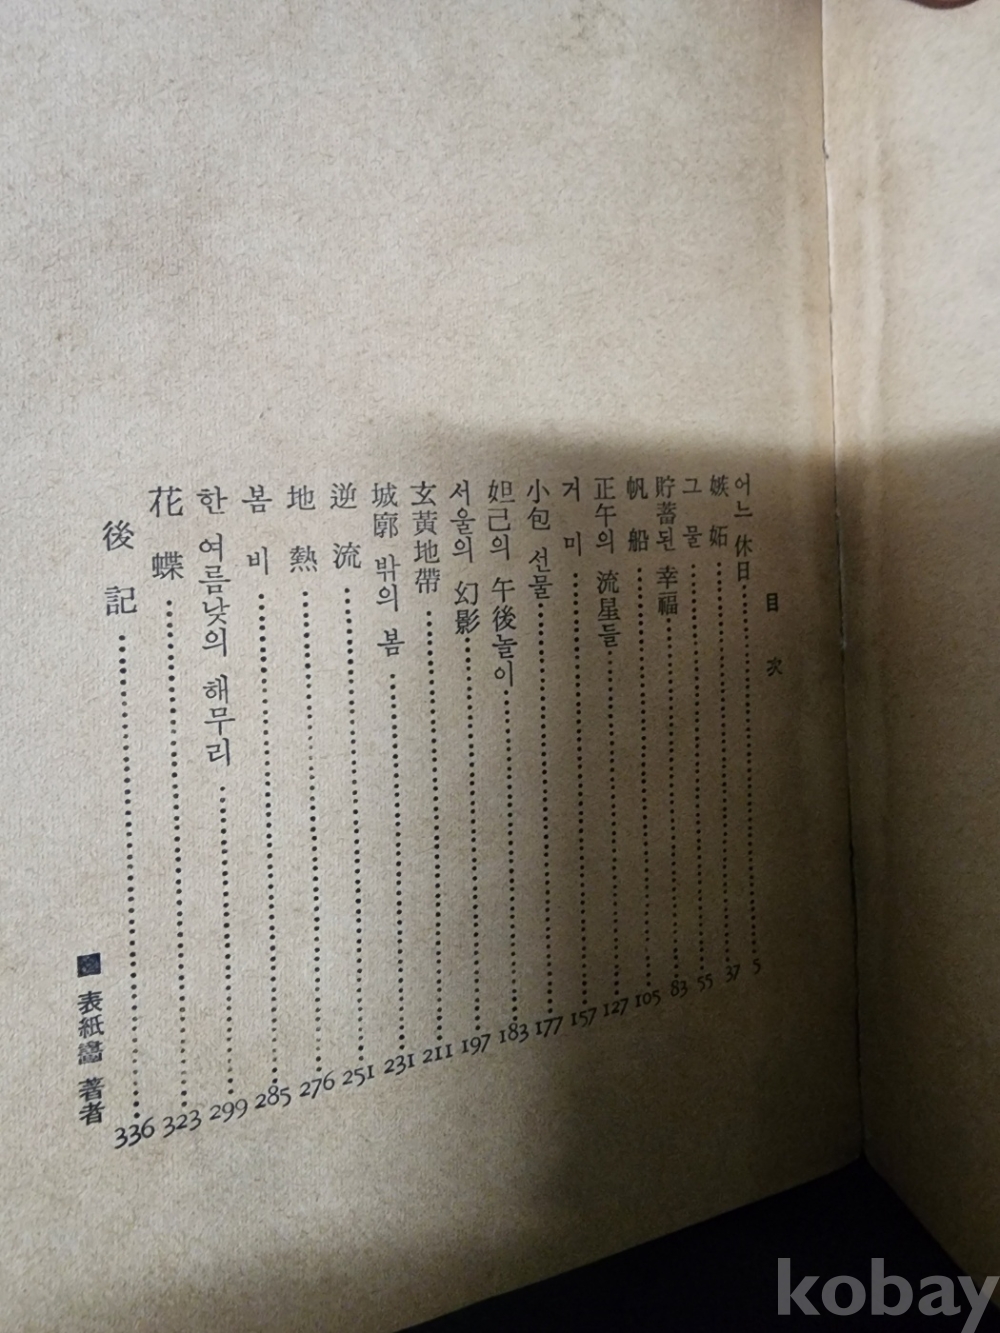 目次
어느 休日 5
嫉妬 37
그물 55
貯蓄된 幸福 83
帆船 105
正午의 流星들 127
거미 157
小包 선물 177
妲己의 午後놀이 183
서울의 幻影 197
玄黃地帶 211
城廓 밖의 봄 231
逆流 251
地熱 276
봄비 285
한 여름낮의 해무리 299
花蝶 323
後記 336
■ 表紙畵 著者
kobay